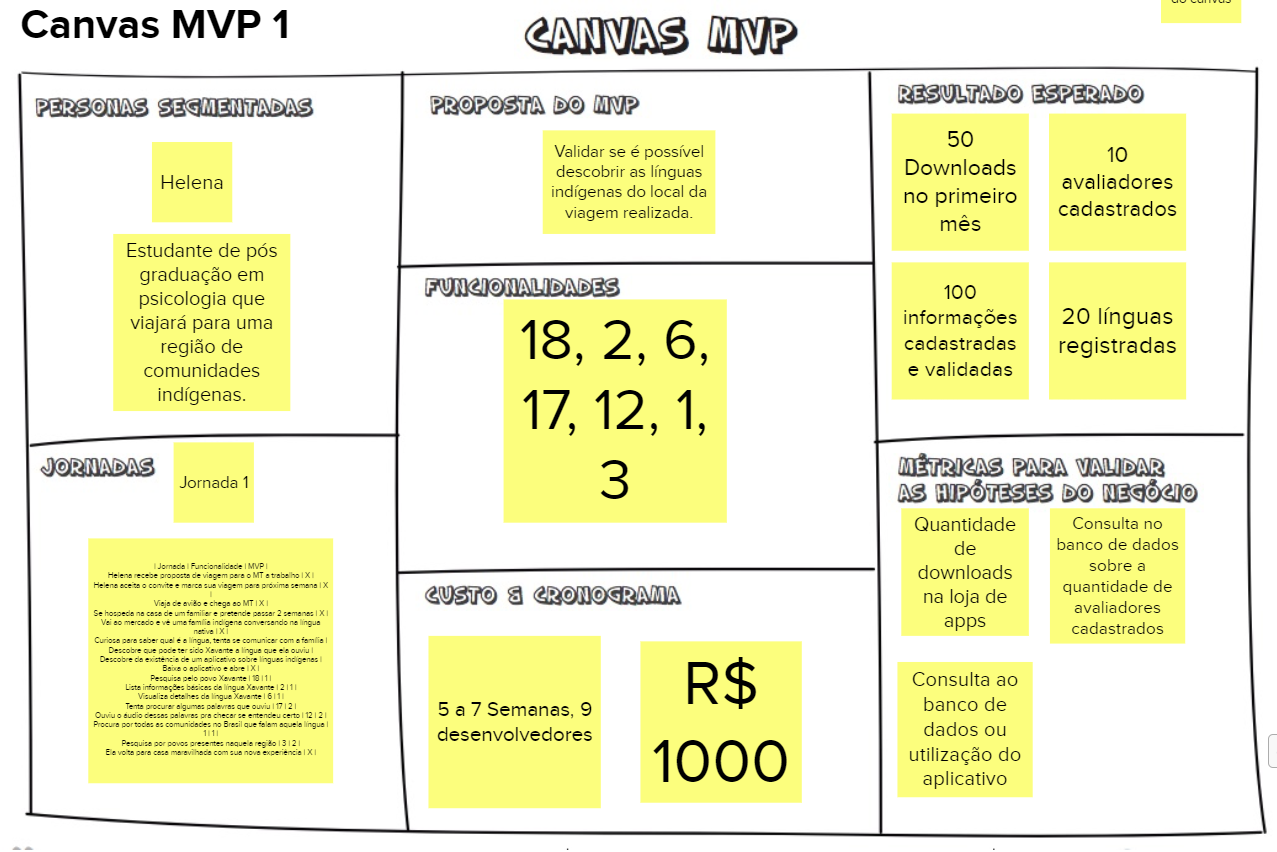 Canvas MVP 1
CANVAS MVP
do canvas
PERSONAS SEGMENTADAS
Helena
Estudante de pós
graduação em
psicologia que
viajará para uma
região de
comunidades
indígenas.
PROPOSTA DO MVP
Validar se é possível
descobrir as línguas
indígenas do local da
viagem realizada.
RESULTADO ESPERADO
50
Downloads
no primeiro
mês
10
avaliadores
cadastrados
100
informações
cadastradas
e validadas
20 línguas
registradas
FUNCIONALIDADES
18, 2, 6,
17, 12, 1,
3
JORNADAS
Jornada 1
| Jornada | Funcionalidade | MVP |
Helena recebe proposta de viagem para o MT a trabalho | X |
Helena aceita o convite e marca sua viagem para próxima semana | X
|
Viaja de avião e chega ao MT | X |
Se hospeda na casa de um familiar e pretende passar 2 semanas | X |
Vai ao mercado e vê uma família indígena conversando na língua
nativa | X |
Curiosa para saber qual é a língua, tenta se comunicar com a família |
Descobre que pode ter sido Xavante a língua que ela ouviu |
Descobre da existência de um aplicativo sobre línguas indígenas |
Baixa o aplicativo e abre | X |
Pesquisa pelo povo Xavante | 18 | 1 |
Lista informações básicas da língua Xavante | 2 | 1 |
Visualiza detalhes da língua Xavante | 6 | 1 |
Tenta procurar algumas palavras que ouviu | 17 | 2 |
Ouviu o áudio dessas palavras pra checar se entendeu certo | 12 | 2 |
Procura por todas as comunidades no Brasil que falam aquela língua |
1 | 1 |
Pesquisa por povos presentes naquela região | 3 | 2 |
Ela volta para casa maravilhada com sua nova experiência | X |
CUSTO & CRONOGRAMA
5 a 7 Semanas, 9
desenvolvedores
R$
1000
MÉTRICAS PARA VALIDAR
AS HIPÓTESES DO NEGÓCIO
Quantidade
de
downloads
na loja de
apps
Consulta no
banco de dados
sobre a
quantidade de
avaliadores
cadastrados
Consulta ao
banco de
dados ou
utilização do
aplicativo